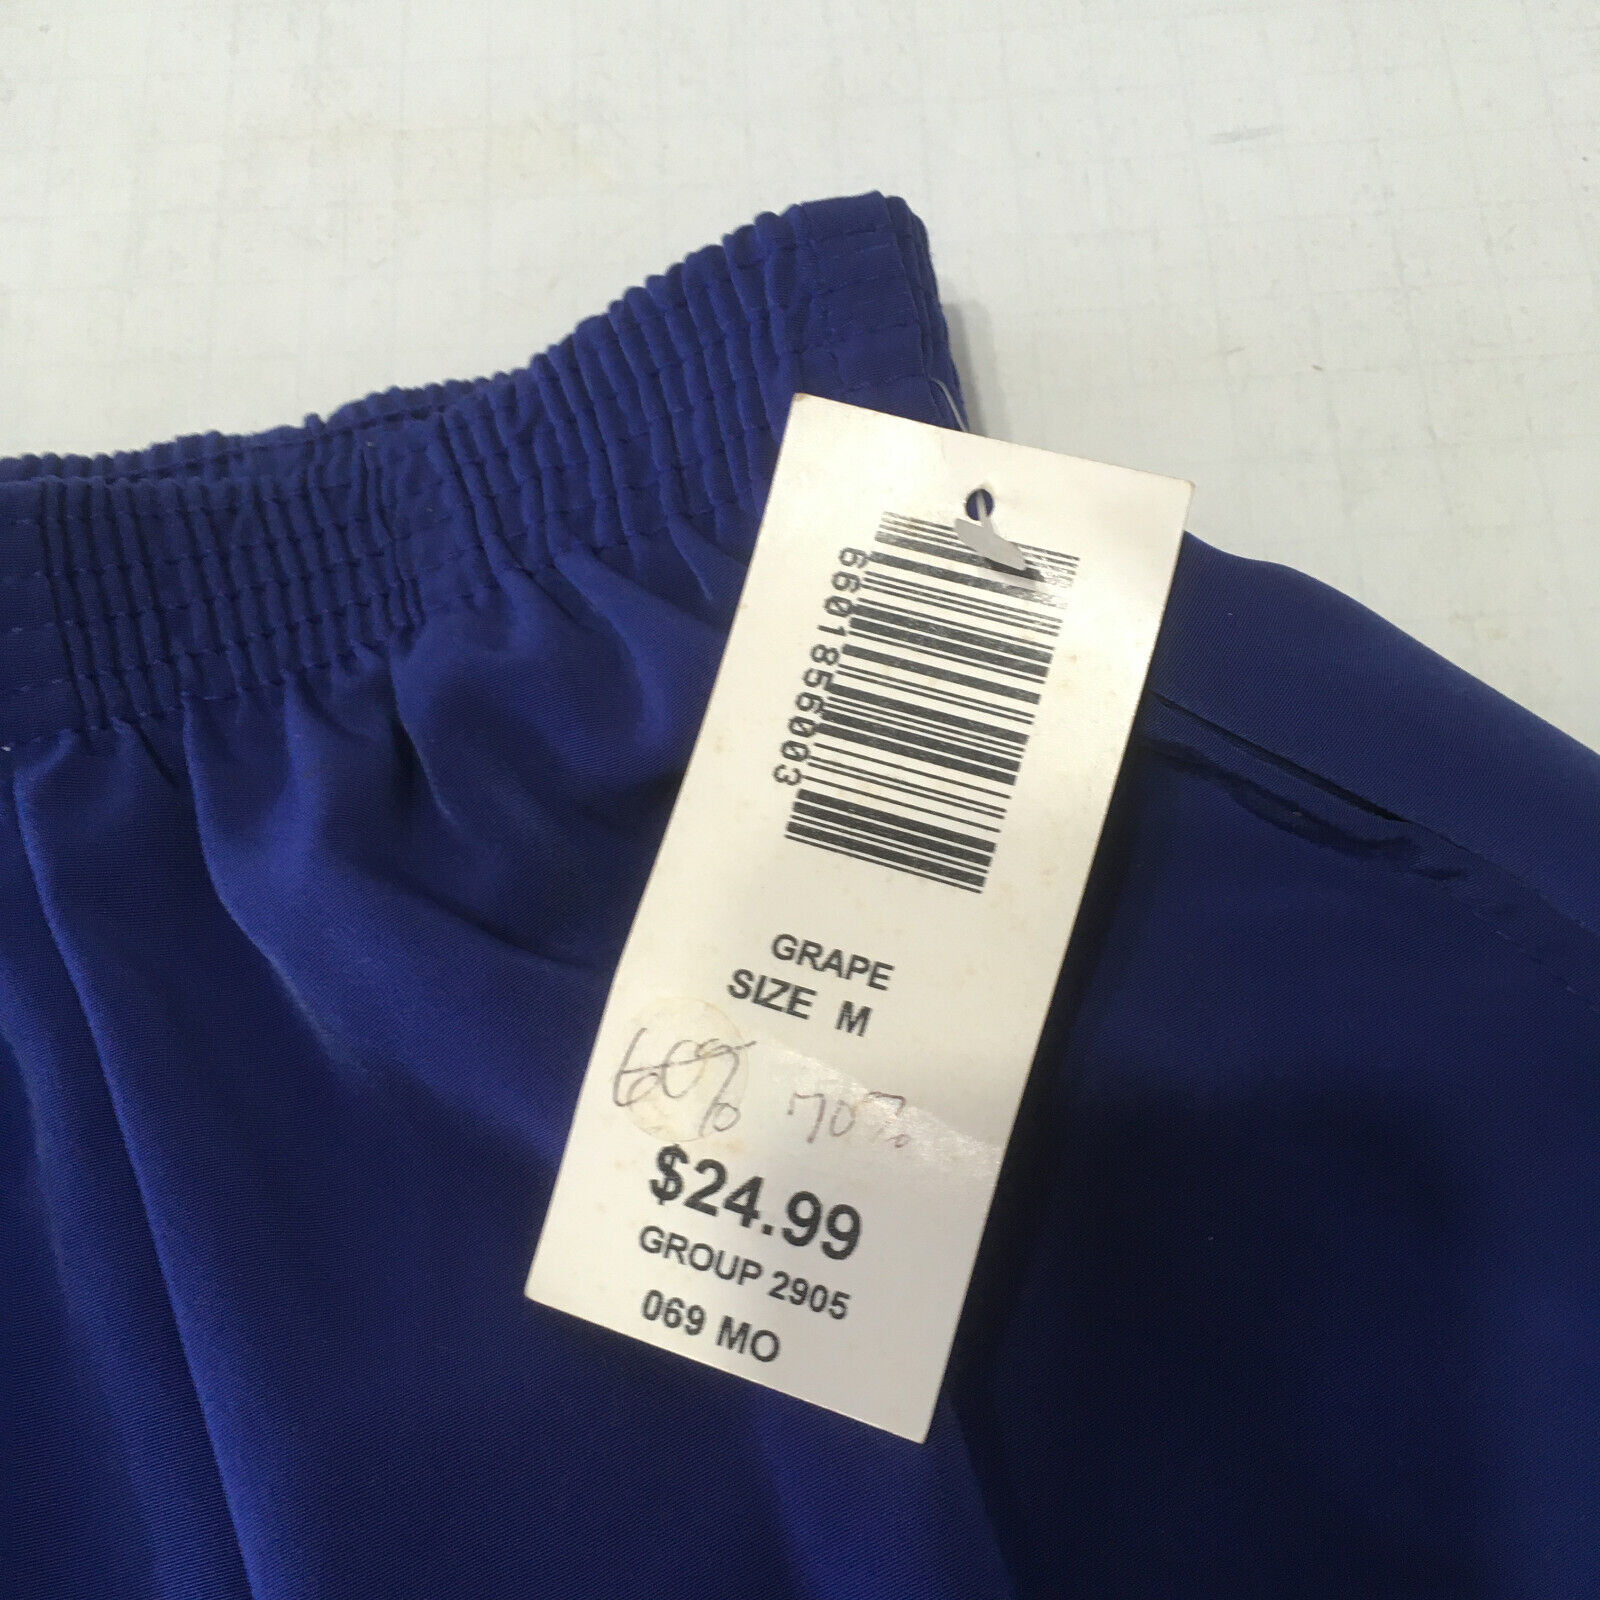 6601856003
GRAPE
SIZE M
60% 70%
$24.99
GROUP 2905
069 MO